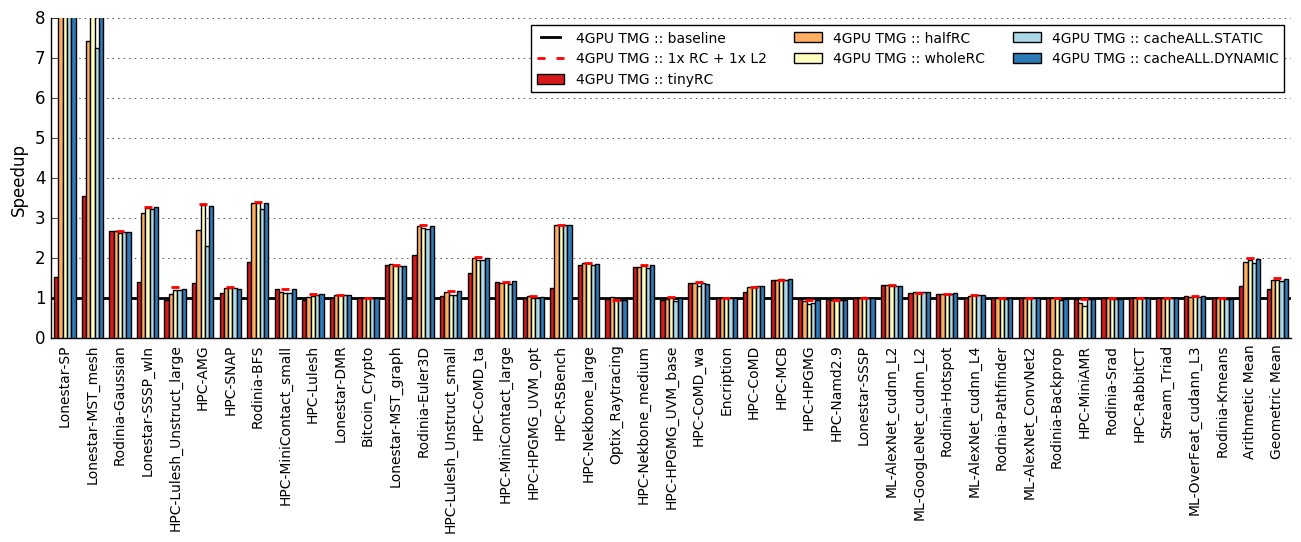 8
7
6
5
4
3
2
1
0
Speedup
4GPU TMG :: baseline
4GPU TMG :: 1x RC + 1x L2
4GPU TMG :: tinyRC
4GPU TMG :: halfRC
4GPU TMG :: wholeRC
4GPU TMG :: cacheALL.STATIC
4GPU TMG :: cacheALL.DYNAMIC
Lonestar-SP
Lonestar-MST_mesh
Rodinia-Gaussian
Lonestar-SSSP_wln
HPC-Lulesh_Unstruct_large
HPC-AMG
HPC-SNAP
Rodinia-BFS
HPC-MiniContact_small
HPC-Lulesh
Lonestar-DMR
Bitcoin_Crypto
Lonestar-MST_graph
Rodinia-Euler3D
HPC-Lulesh_Unstruct_small
HPC-CoMD_ta
HPC-MiniContact_large
HPC-HPGMG_UVM_opt
HPC-RSBench
HPC-Nekbone_large
Optix_Raytracing
HPC-Nekbone_medium
HPC-HPGMG_UVM_base
HPC-CoMD_wa
Encription
HPC-CoMD
HPC-MCB
HPC-HPGMG
HPC-Namd2.9
Lonestar-SSSP
ML-AlexNet_cudnn_L2
ML-GoogLeNet_cudnn_L2
Rodinia-Hotspot
ML-AlexNet_cudnn_L4
Rodnia-Pathfinder
ML-AlexNet_ConvNet2
Rodinia-Backprop
HPC-MiniAMR
Rodinia-Srad
HPC-RabbitCT
Stream_Triad
ML-OverFeat_cudann_L3
Rodinia-Kmeans
Arithmetic Mean
Geometric Mean